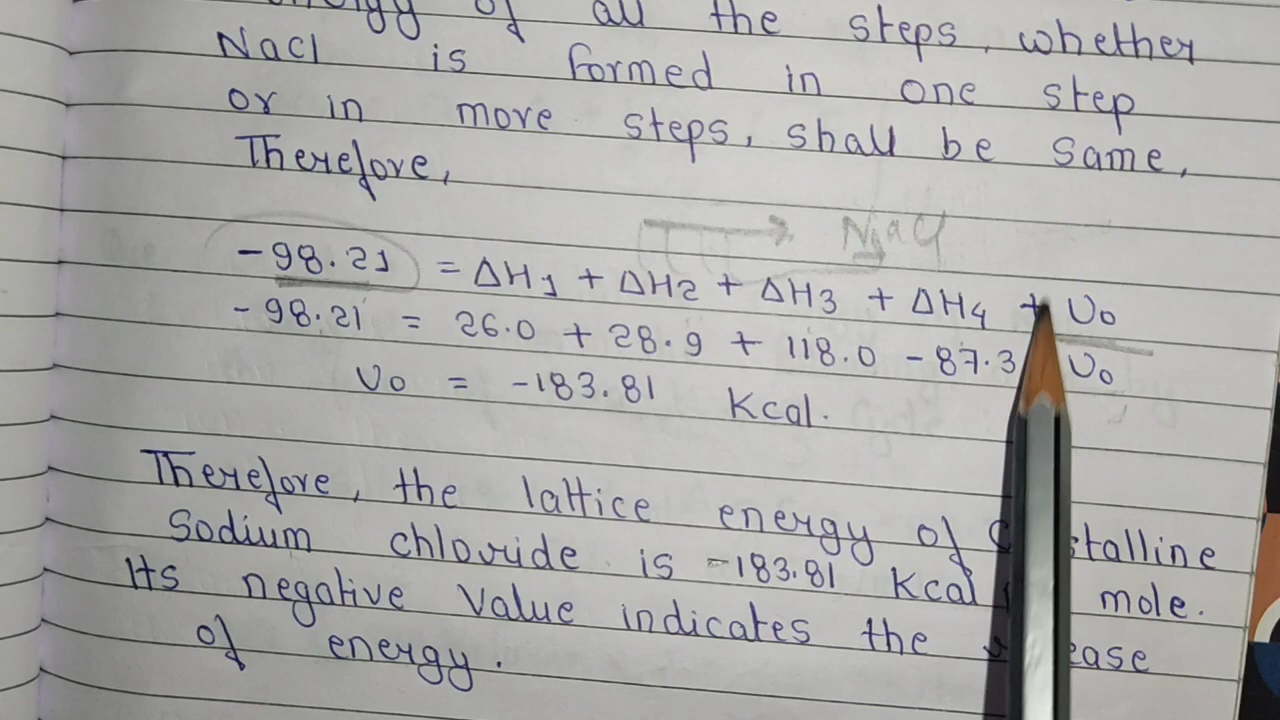 of all the steps, whether
NaCl is formed in one step
or in more steps, shall be same,
Therefore,
NaCl
-98.21 = ΔH1 + ΔH2 + ΔH3 + ΔH4 + U₀
-98.21 = 26.0 + 28.9 + 118.0 - 87.3 U₀
U₀ = -183.81 Kcal.
Therefore, the lattice energy of
Sodium chloride is -183.81 Kcal mole.
Its negative value indicates the
of energy.